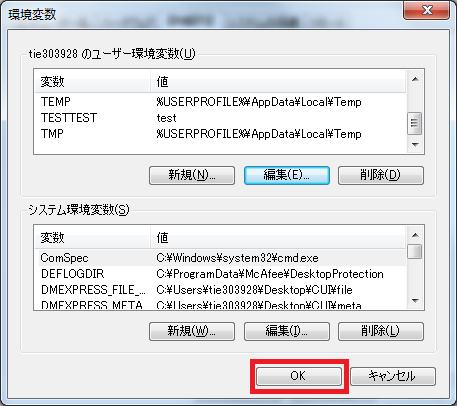 環境変数
tie303928 のユーザー環境変数(U)
変数 値
TEMP %USERPROFILE%¥AppData¥Local¥Temp
TESTTEST test
TMP %USERPROFILE%¥AppData¥Local¥Temp
新規(N)... 編集(E)... 削除(D)
システム環境変数(S)
変数 値
ComSpec C:¥Windows¥system32¥cmd.exe
DEFLOGDIR C:¥ProgramData¥McAfee¥DesktopProtection
DMEXPRESS_FILE_... C:¥Users¥tie303928¥Desktop¥CUI¥file
DMEXPRESS_META C:¥Users¥tie303928¥Desktop¥CUI¥meta
新規(W)... 編集(I)... 削除(L)
OK キャンセル